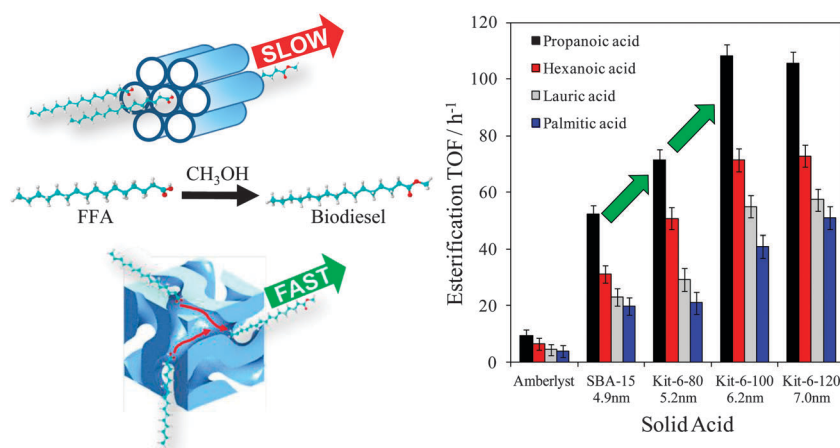 SLOW
CH₃OH
FFA
Biodiesel
FAST
Esterification TOF / h⁻¹
120
100
80
60
40
20
0
Propanoic acid
Hexanoic acid
Lauric acid
Palmitic acid
Amberlyst
SBA-15
4.9nm
Kit-6-80
5.2nm
Kit-6-100
6.2nm
Kit-6-120
7.0nm
Solid Acid